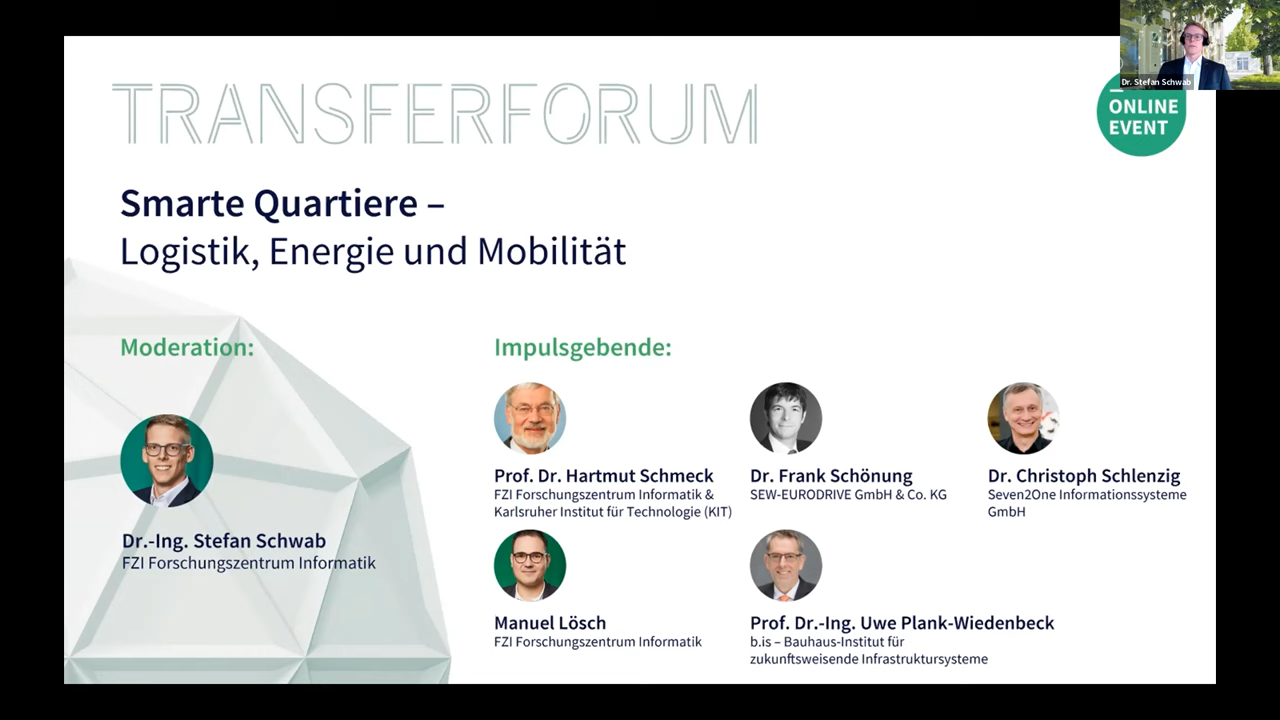 Dr. Stefan Schwab
TRANSFERFORUM
ONLINE
EVENT
Smarte Quartiere –
Logistik, Energie und Mobilität
Moderation:
Dr.-Ing. Stefan Schwab
FZI Forschungszentrum Informatik
Impulsgebende:
Prof. Dr. Hartmut Schmeck
FZI Forschungszentrum Informatik &
Karlsruher Institut für Technologie (KIT)
Dr. Frank Schönung
SEW-EURODRIVE GmbH & Co. KG
Dr. Christoph Schlenzig
Seven2One Informationssysteme
GmbH
Manuel Lösch
FZI Forschungszentrum Informatik
Prof. Dr.-Ing. Uwe Plank-Wiedenbeck
b.is – Bauhaus-Institut für
zukunftsweisende Infrastruktursysteme